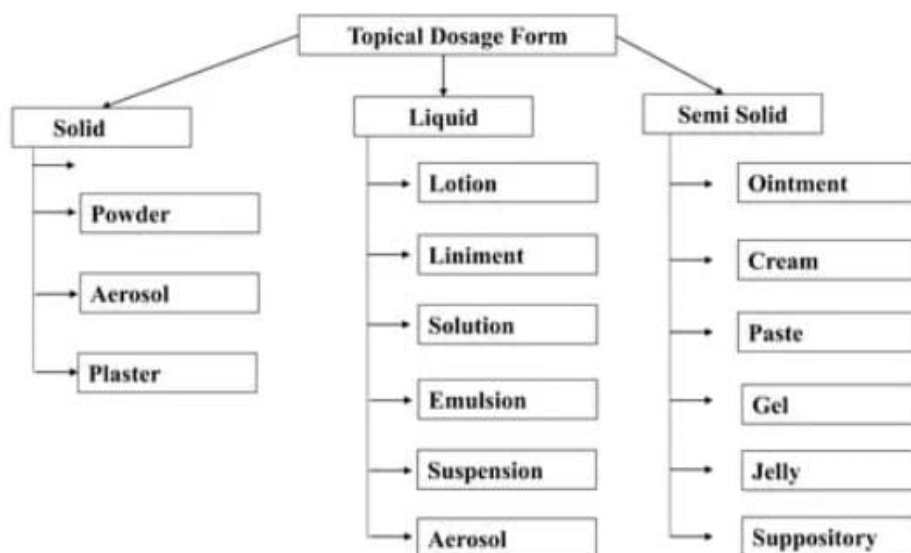 Topical Dosage Form
Solid
Powder
Aerosol
Plaster
Liquid
Lotion
Liniment
Solution
Emulsion
Suspension
Aerosol
Semi Solid
Ointment
Cream
Paste
Gel
Jelly
Suppository